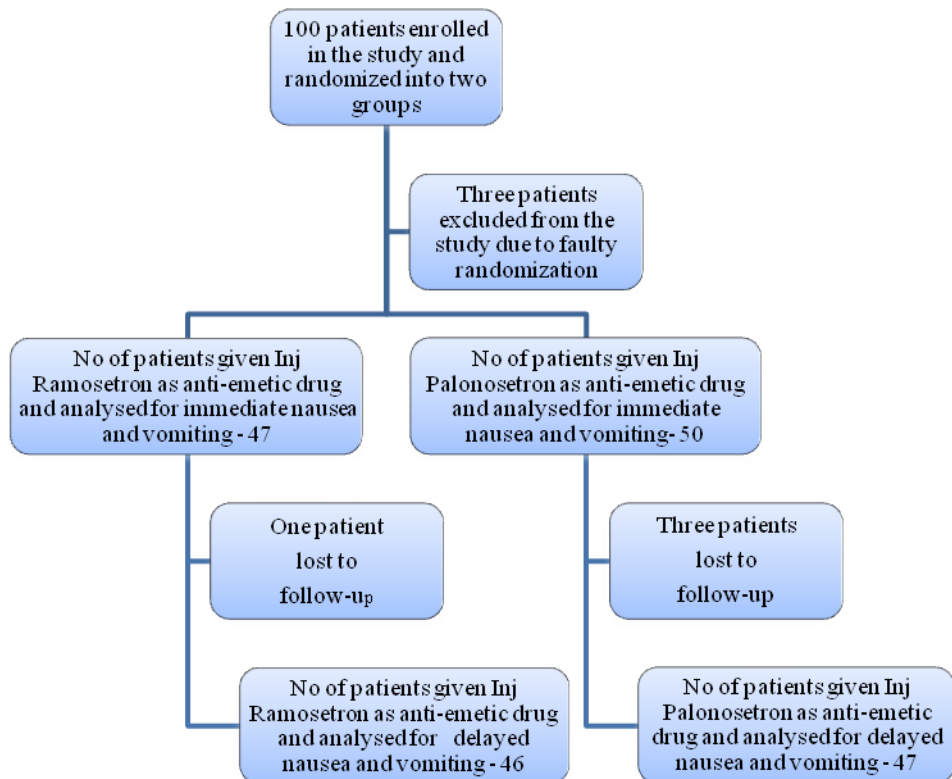 100 patients enrolled
in the study and
randomized into two
groups
Three patients
excluded from the
study due to faulty
randomization
No of patients given Inj
Ramosetron as anti-emetic drug
and analysed for immediate nausea
and vomiting - 47
No of patients given Inj
Palonosetron as anti-emetic drug
and analysed for immediate
nausea and vomiting- 50
One patient
lost to
follow-up
Three patients
lost to
follow-up
No of patients given Inj
Ramosetron as anti-emetic drug
and analysed for delayed
nausea and vomiting - 46
No of patients given Inj
Palonosetron as anti-emetic
drug and analysed for delayed
nausea and vomiting - 47